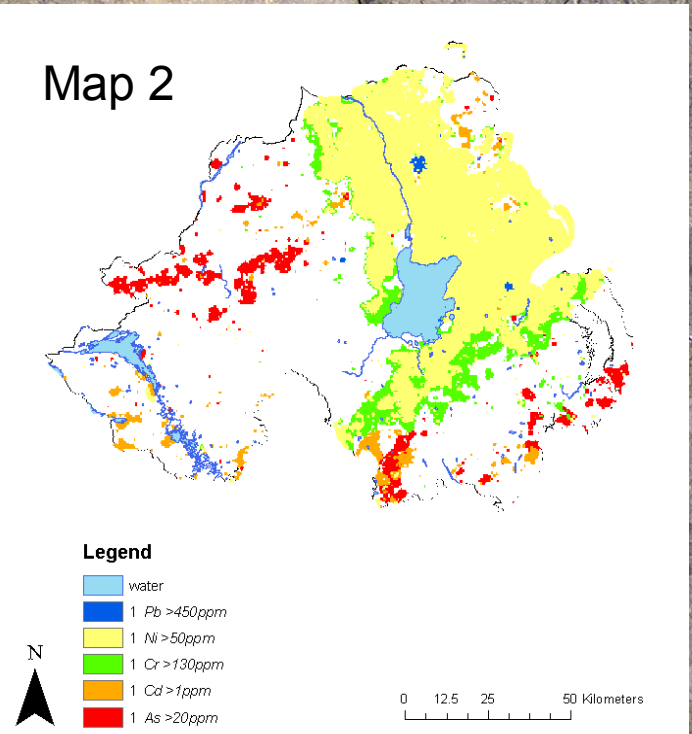 Map 2
Legend
water
1 Pb >450ppm
1 Ni >50ppm
1 Cr >130ppm
1 Cd >1ppm
1 As >20ppm
N
0 12.5 25 50 Kilometers